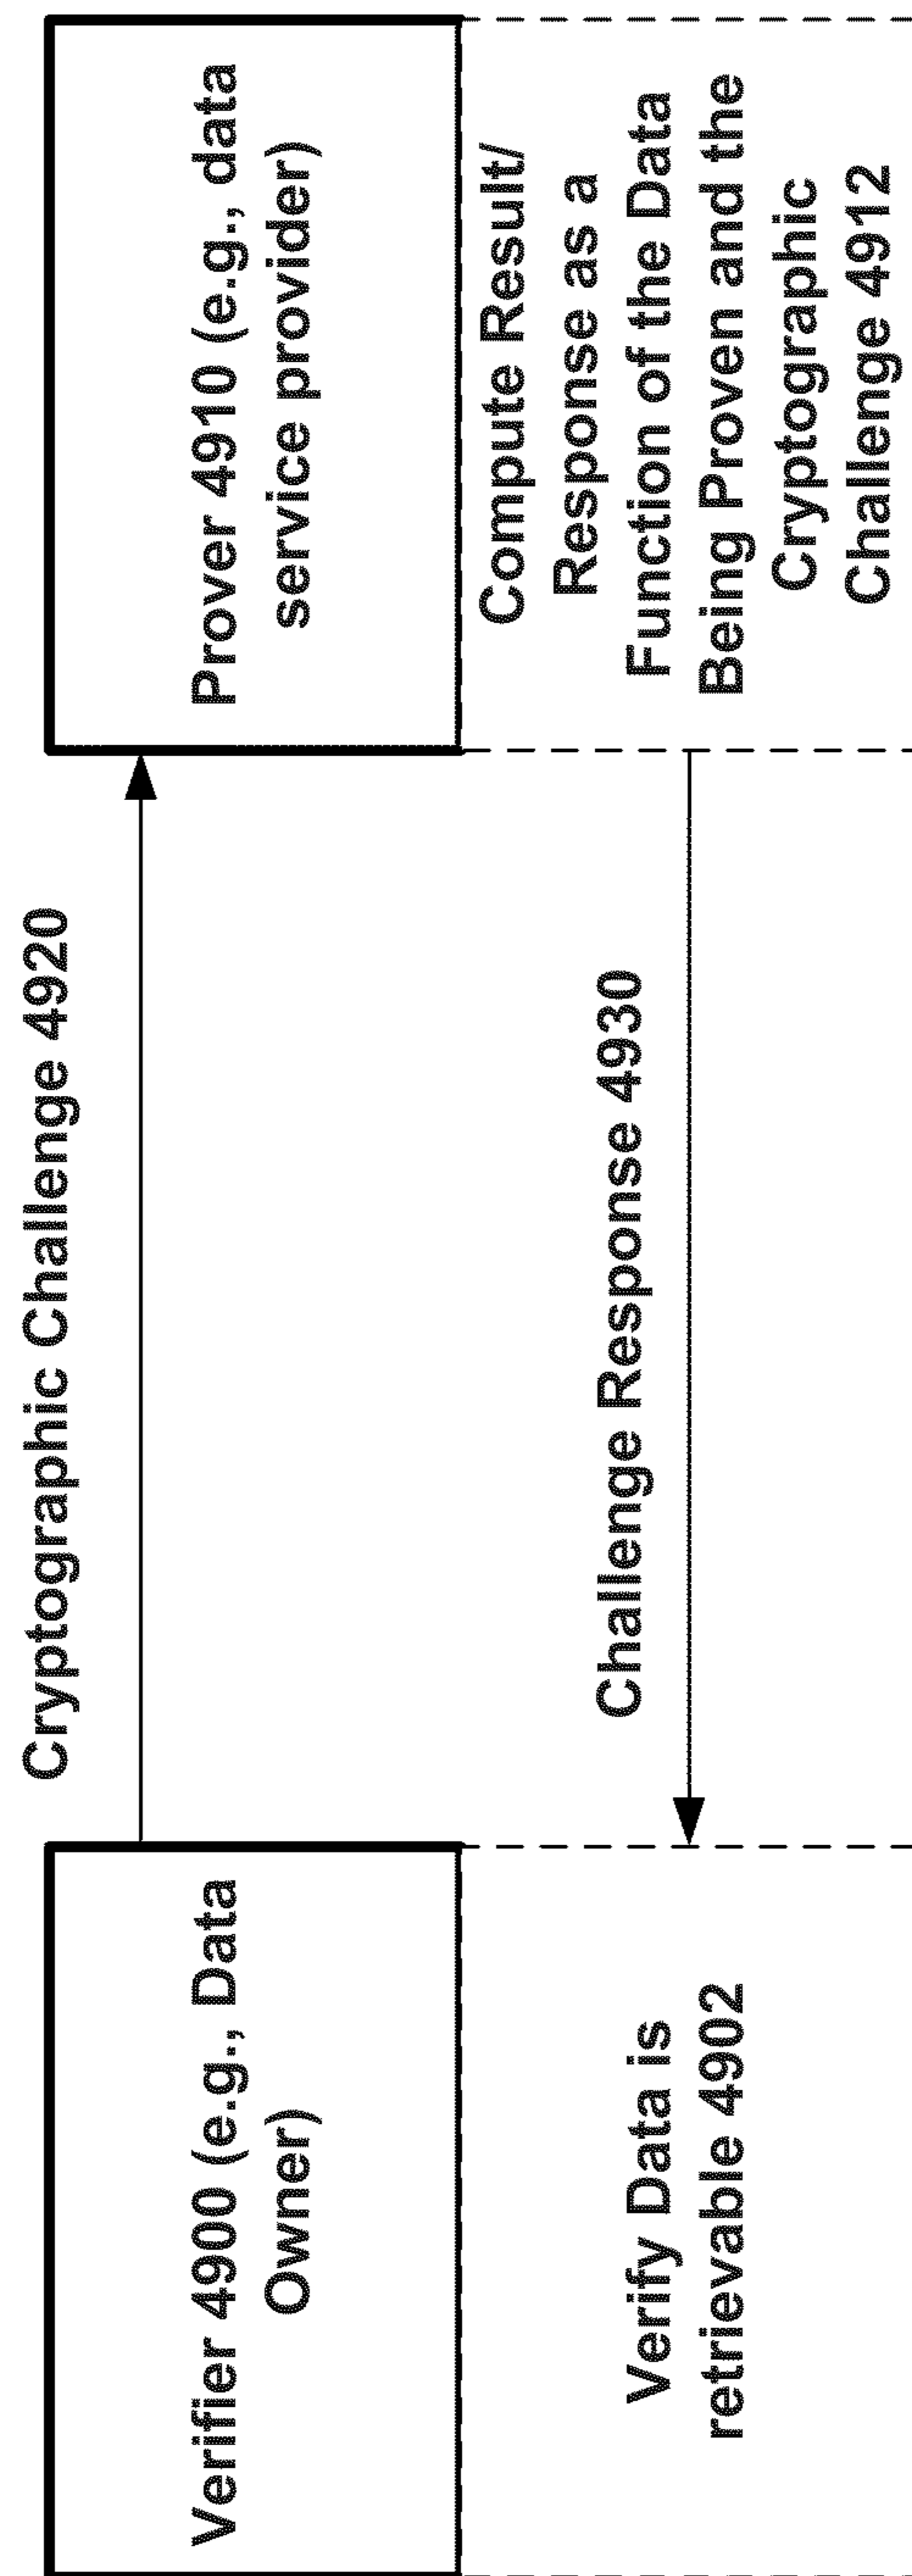 Verifier 4900 (e.g., Data
Owner)
Cryptographic Challenge 4920
Prover 4910 (e.g., data
service provider)
Compute Result/
Response as a
Function of the Data
Being Proven and the
Cryptographic
Challenge 4912
Challenge Response 4930
Verify Data is
retrievable 4902